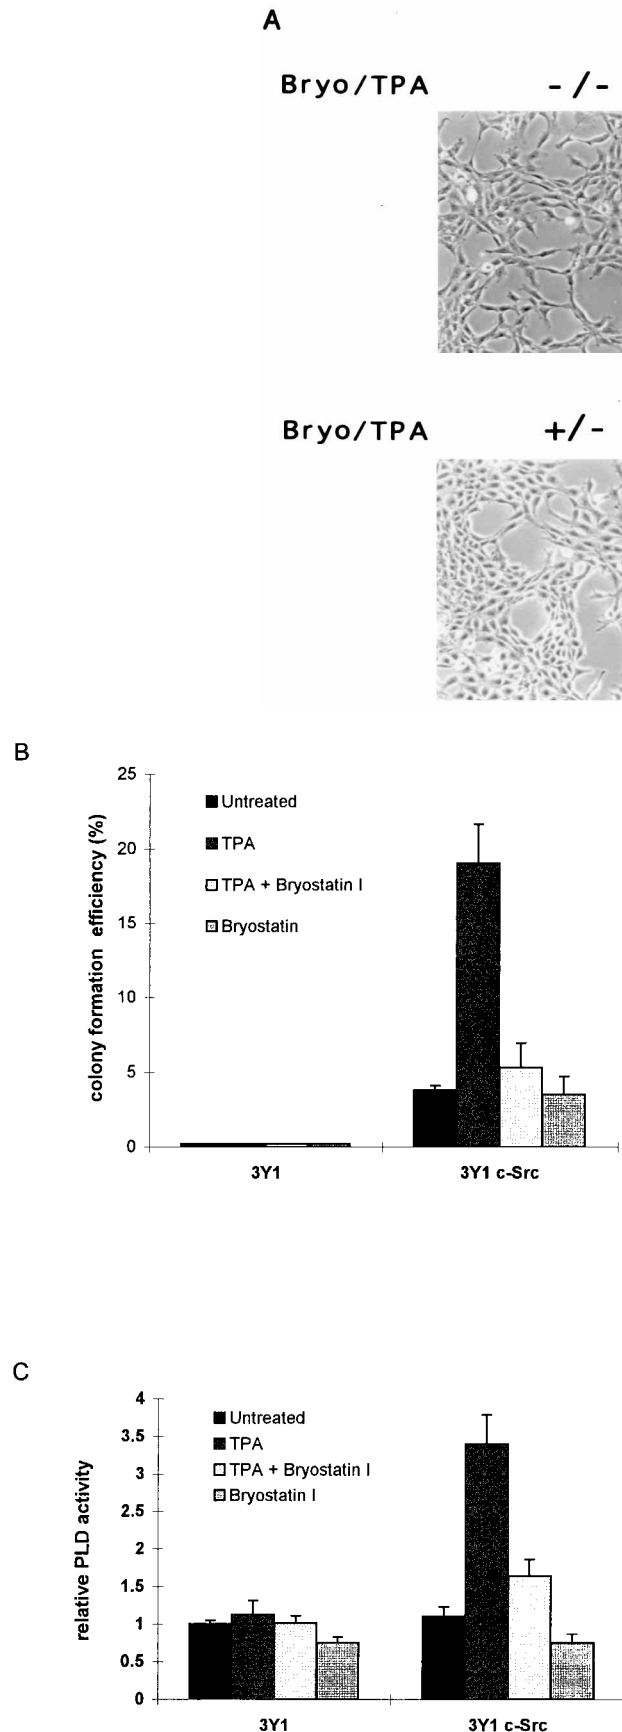 A
Bryo/TPA -/-
Bryo/TPA +/-
B
colony formation efficiency (%)
25
20
15
10
5
0
Untreated
TPA
TPA + Bryostatin I
Bryostatin
3Y1
3Y1 c-Src
C
relative PLD activity
4
3.5
3
2.5
2
1.5
1
0.5
0
Untreated
TPA
TPA + Bryostatin I
Bryostatin I
3Y1
3Y1 c-Src